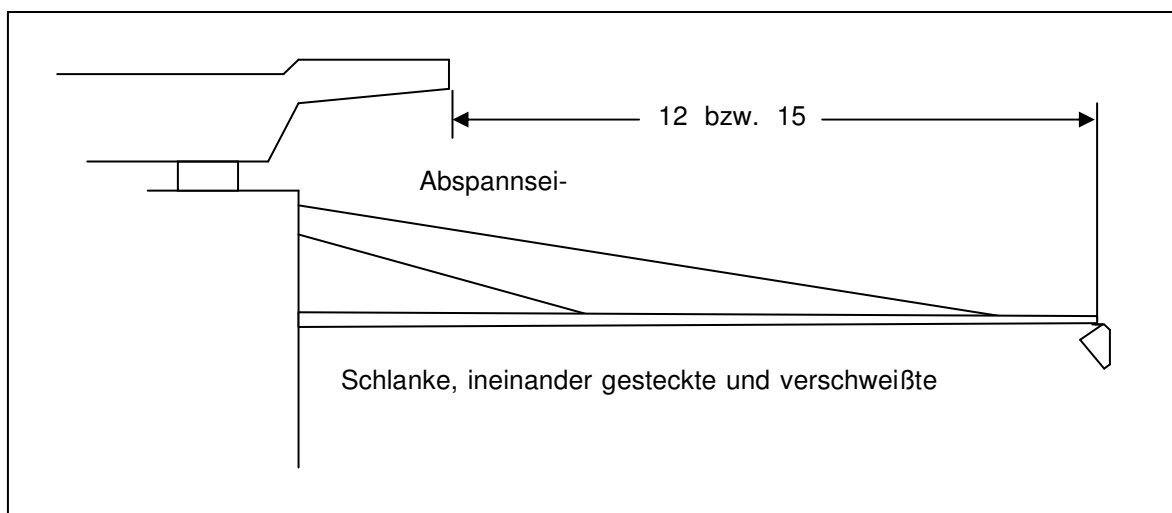 12 bzw. 15
Abspannsei-
Schlanke, ineinander gesteckte und verschweißte